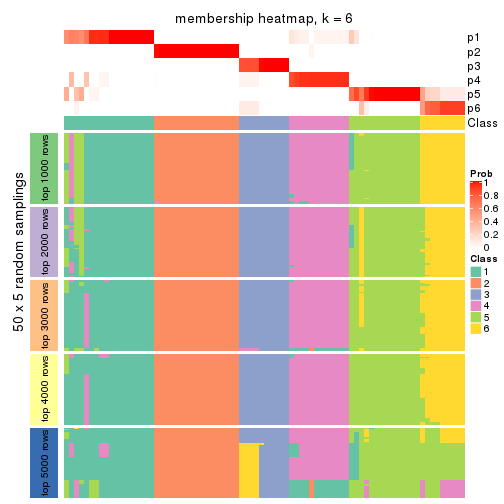 membership heatmap, k = 6
p1
p2
p3
p4
p5
p6
Class
50 x 5 random samplings
top 1000 rows
top 2000 rows
top 3000 rows
top 4000 rows
top 5000 rows
Prob
1
0.8
0.6
0.4
0.2
0
Class
1
2
3
4
5
6